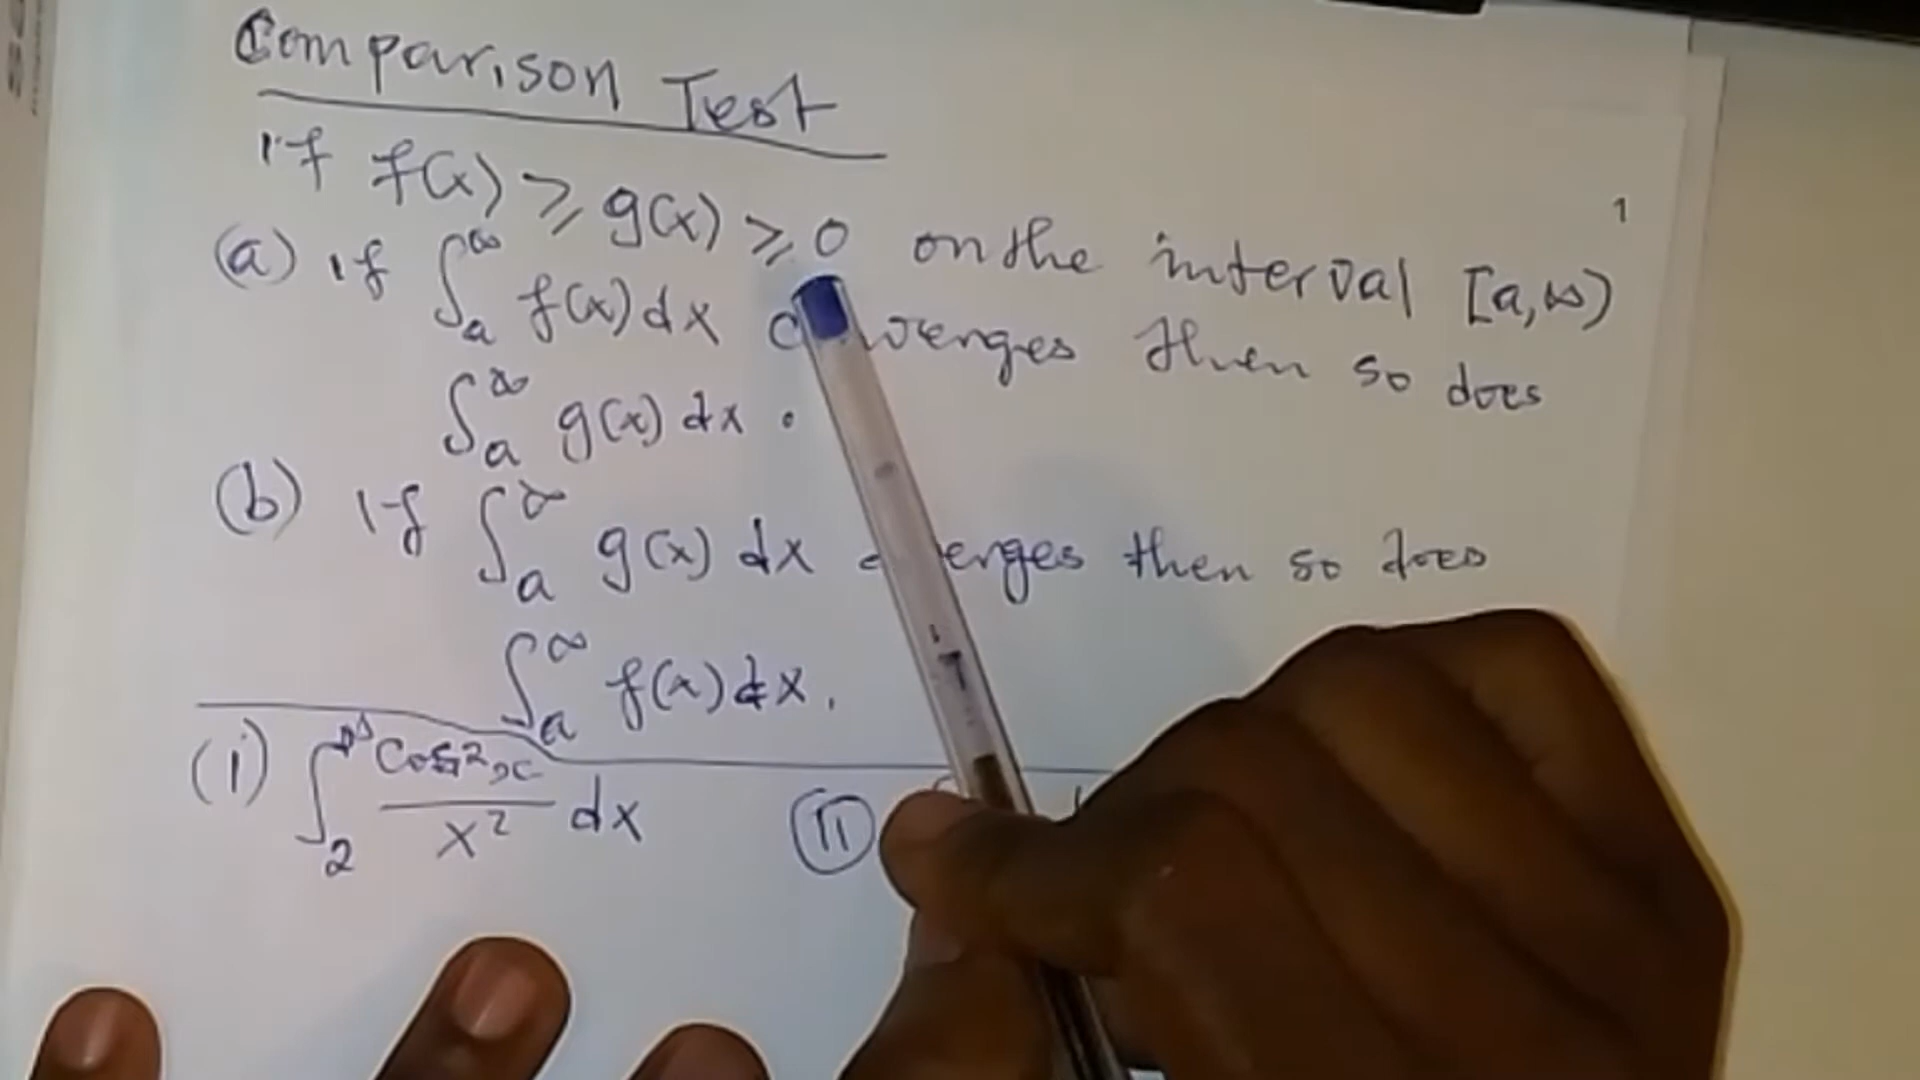 Comparison Test
If f(x) ≥ g(x) ≥ 0 on the interval [a, ∞)
(a) If ∫_a^∞ f(x) dx converges then so does
∫_a^∞ g(x) dx.
(b) If ∫_a^∞ g(x) dx then so does
∫_a^∞ f(x) dx.
(i) ∫_2^∞ cos²x / x² dx (ii)
1